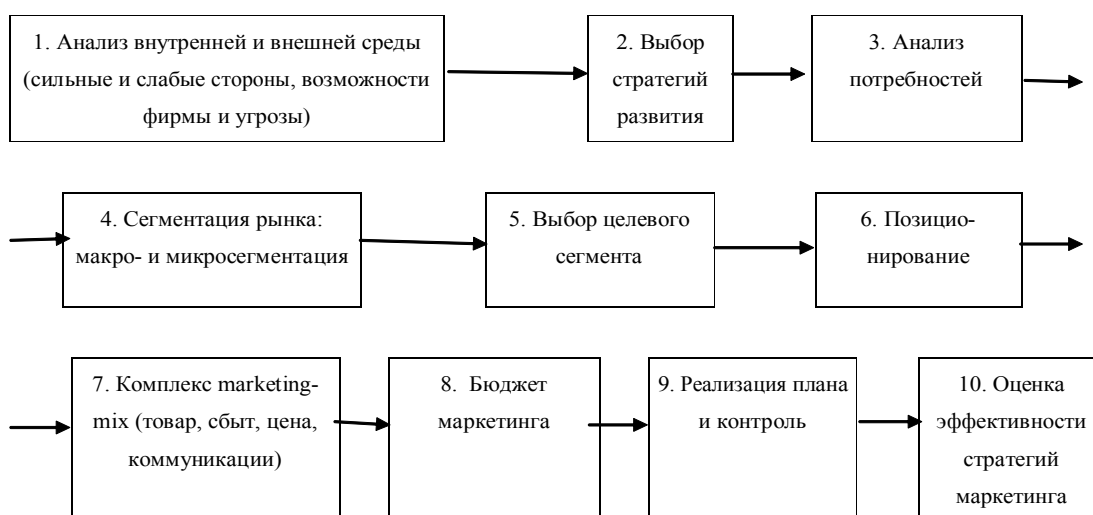 1. Анализ внутренней и внешней среды
(сильные и слабые стороны, возможности
фирмы и угрозы)
2. Выбор
стратегий
развития
3. Анализ
потребностей
4. Сегментация рынка:
макро- и микросегментация
5. Выбор целевого
сегмента
6. Позицио-
нирование
7. Комплекс marketing-
mix (товар, сбыт, цена,
коммуникации)
8. Бюджет
маркетинга
9. Реализация плана
и контроль
10. Оценка
эффективности
стратегий
маркетинга